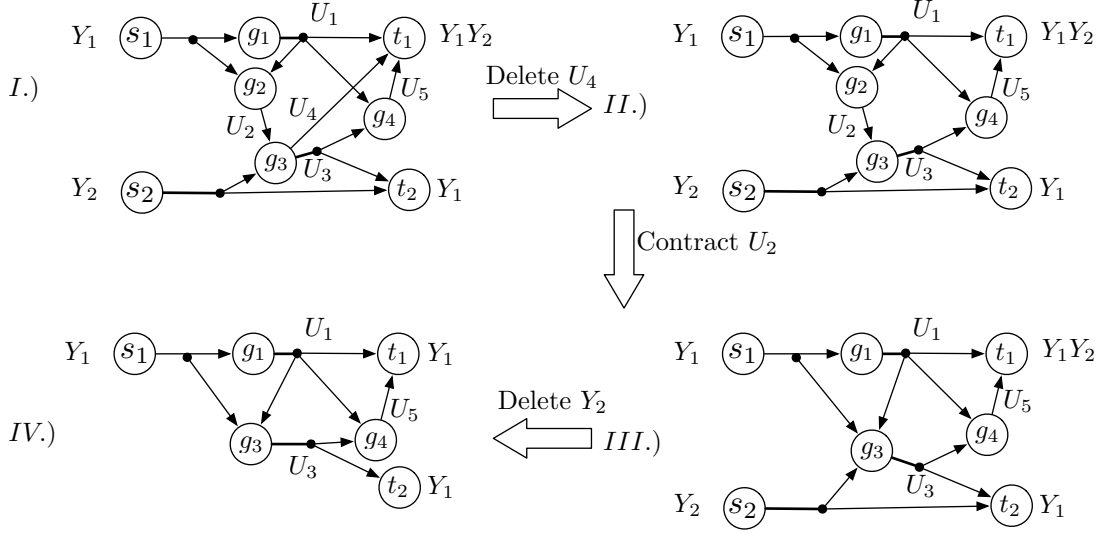 U₁ U₁
Y₁ s₁ g₁ t₁ Y₁Y₂ Y₁ s₁ g₁ t₁ Y₁Y₂
I.) g₂ U₄ U₅ Delete U₄ II.) g₂ U₅
U₂ g₄ U₂ g₄
g₃ U₃ g₃ U₃
Y₂ s₂ t₂ Y₁ Y₂ s₂ t₂ Y₁
Contract U₂
U₁ U₁
Y₁ s₁ g₁ t₁ Y₁ Y₁ s₁ g₁ t₁ Y₁Y₂
U₅ Delete Y₂ U₅
IV.) g₃ g₄ III.) g₃ g₄
U₃ U₃
t₂ Y₁ Y₂ s₂ t₂ Y₁